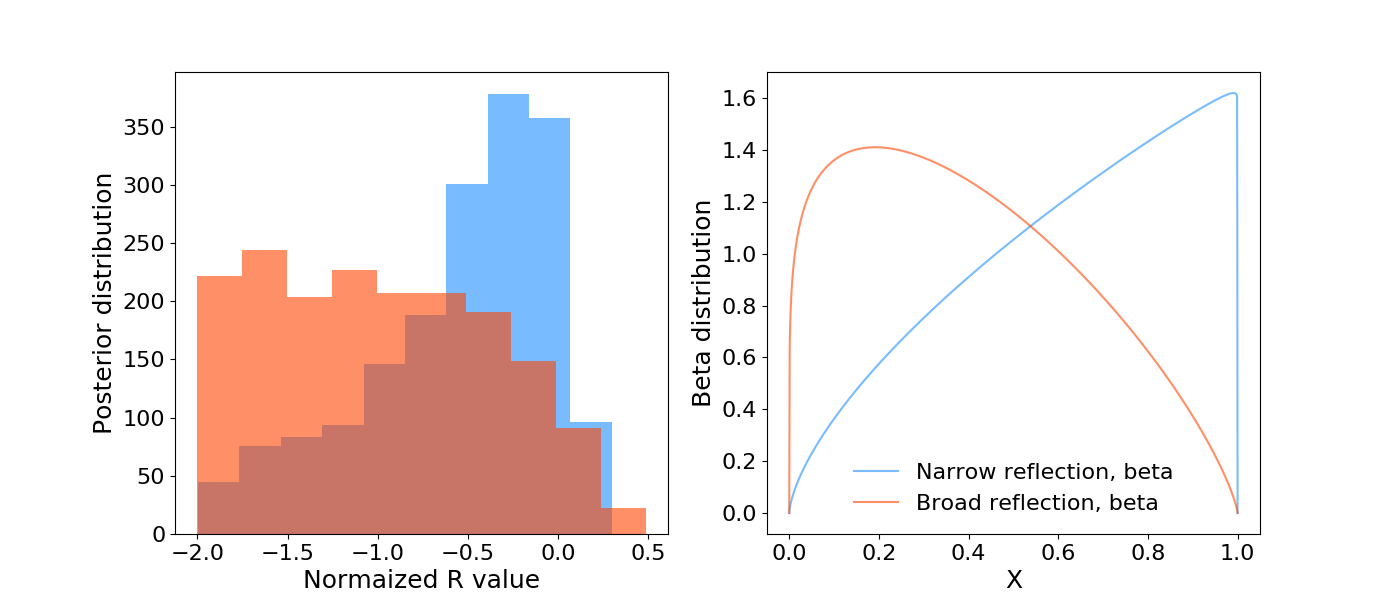 Posterior distribution
350
300
250
200
150
100
50
0
−2.0 −1.5 −1.0 −0.5 0.0 0.5
Normaized R value
Beta distribution
1.6
1.4
1.2
1.0
0.8
0.6
0.4
0.2
0.0
Narrow reflection, beta
Broad reflection, beta
0.0 0.2 0.4 0.6 0.8 1.0
X